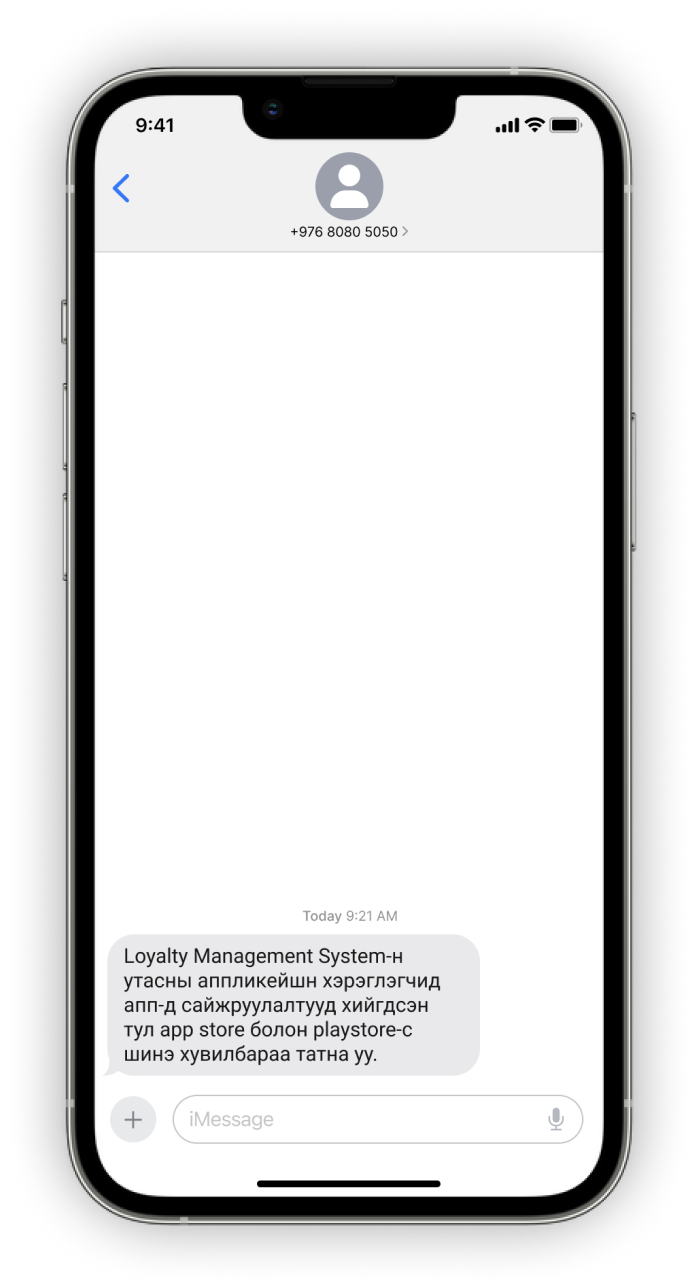 9:41
+976 8080 5050
Today 9:21 AM
Loyalty Management System-н
утасны аппликейшн хэрэглэгчид
апп-д сайжруулалтууд хийгдсэн
тул app store болон playstore-с
шинэ хувилбараа татна уу.
iMessage